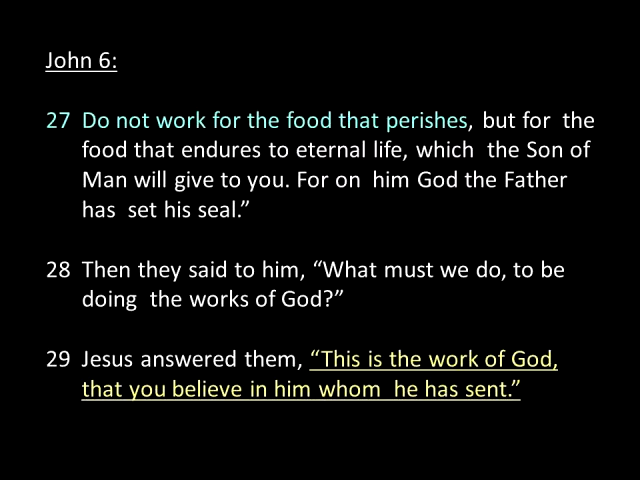 John 6:
27 Do not work for the food that perishes, but for the
food that endures to eternal life, which the Son of
Man will give to you. For on him God the Father
has set his seal.”
28 Then they said to him, “What must we do, to be
doing the works of God?”
29 Jesus answered them, “This is the work of God,
that you believe in him whom he has sent.”